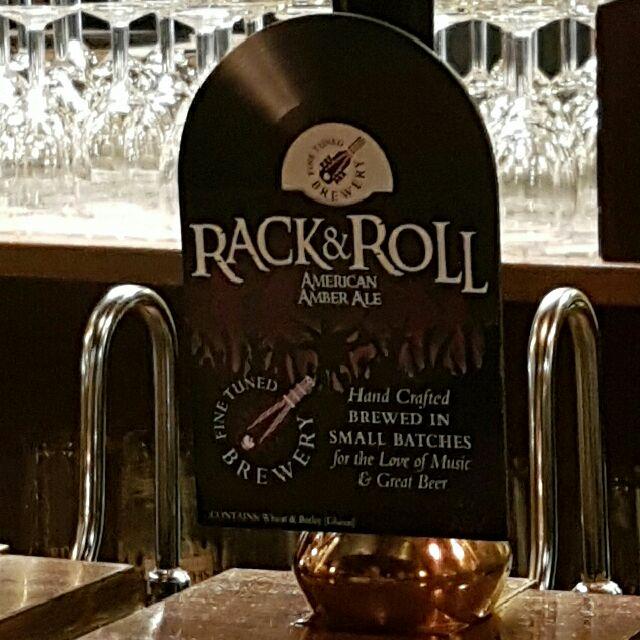 FINE TUNED
BREWERY
RACK & ROLL
AMERICAN
AMBER ALE
FINE TUNED
BREWERY
Hand Crafted
BREWED IN
SMALL BATCHES
for the Love of Music
& Great Beer
CONTAINS Wheat & Barley (Gluten)